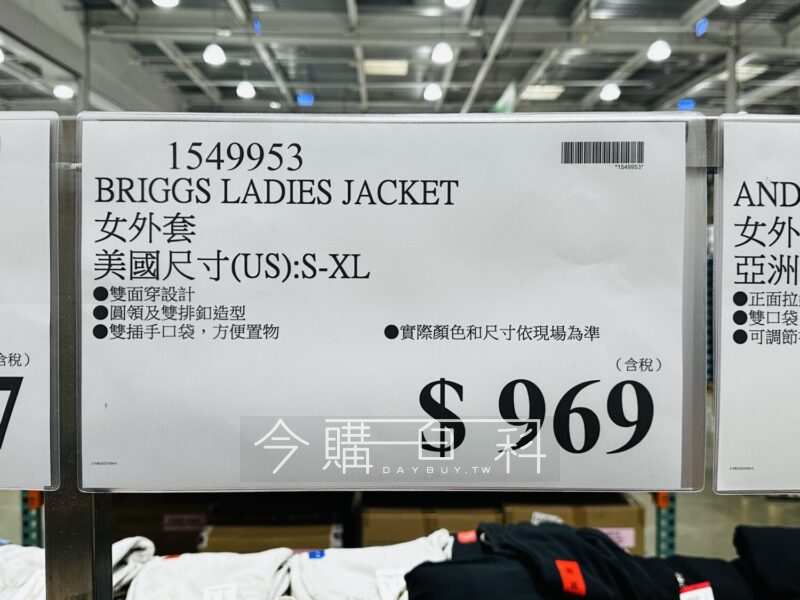 1549953
*1549953*
BRIGGS LADIES JACKET
女外套
美國尺寸(US):S-XL
●雙面穿設計
●圓領及雙排釦造型
●雙插手口袋，方便置物
●實際顏色和尺寸依現場為準
（含稅）
$ 969
今購百科
DAYBUY.TW
含稅）
7
AND
女外
亞洲
●正面拉
●雙口袋
●可調節